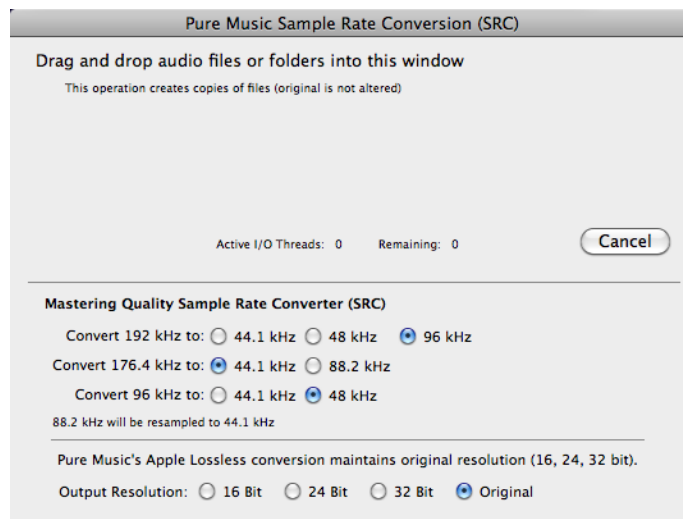 Pure Music Sample Rate Conversion (SRC)
Drag and drop audio files or folders into this window
This operation creates copies of files (original is not altered)
Active I/O Threads: 0 Remaining: 0 Cancel
Mastering Quality Sample Rate Converter (SRC)
Convert 192 kHz to: 44.1 kHz 48 kHz 96 kHz
Convert 176.4 kHz to: 44.1 kHz 88.2 kHz
Convert 96 kHz to: 44.1 kHz 48 kHz
88.2 kHz will be resampled to 44.1 kHz
Pure Music's Apple Lossless conversion maintains original resolution (16, 24, 32 bit).
Output Resolution: 16 Bit 24 Bit 32 Bit Original